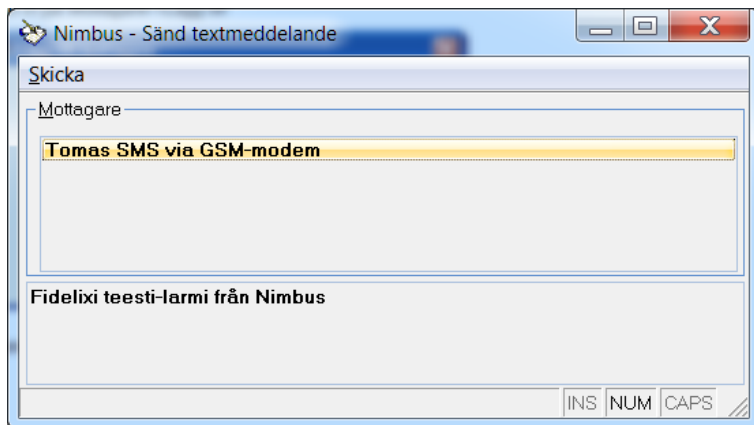 Nimbus - Sänd textmeddelande
Skicka
Mottagare
Tomas SMS via GSM-modem
Fidelixi teesti-larmi från Nimbus
INS NUM CAPS